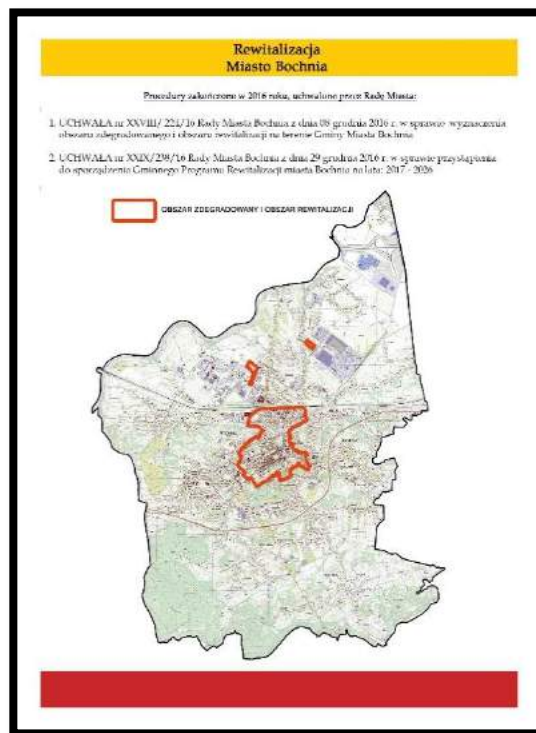 Rewitalizacja
Miasto Bochnia
Procedury zakończone w 2016 roku, uchwalone przez Radę Miasta:
1. UCHWAŁA nr XXVIII/ 221/16 Rady Miasta Bochnia z dnia 08 grudnia 2016 r. w sprawie wyznaczenia
obszaru zdegradowanego i obszaru rewitalizacji na terenie Gminy Miasta Bochnia
2. UCHWAŁA nr XXIX/238/16 Rady Miasta Bochnia z dnia 29 grudnia 2016 r. w sprawie przystąpienia
do sporządzenia Gminnego Programu Rewitalizacji miasta Bochnia na lata: 2017 - 2026
OBSZAR ZDEGRADOWANY I OBSZAR REWITALIZACJI